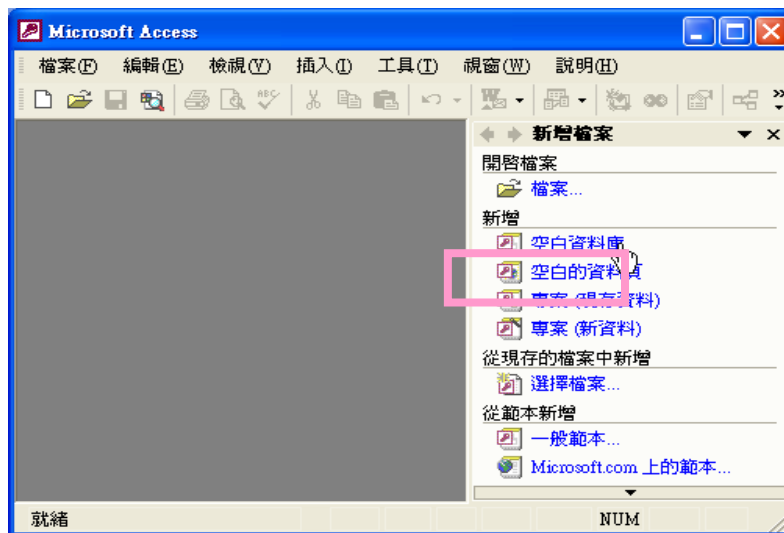 Microsoft Access
檔案(F) 編輯(E) 檢視(V) 插入(I) 工具(T) 視窗(W) 說明(H)
新增檔案
開啓檔案
檔案...
新增
空白資料庫
空白的資料頁
專案 (現存資料)
專案 (新資料)
從現存的檔案中新增
選擇檔案...
從範本新增
一般範本...
Microsoft.com 上的範本...
就緒 NUM